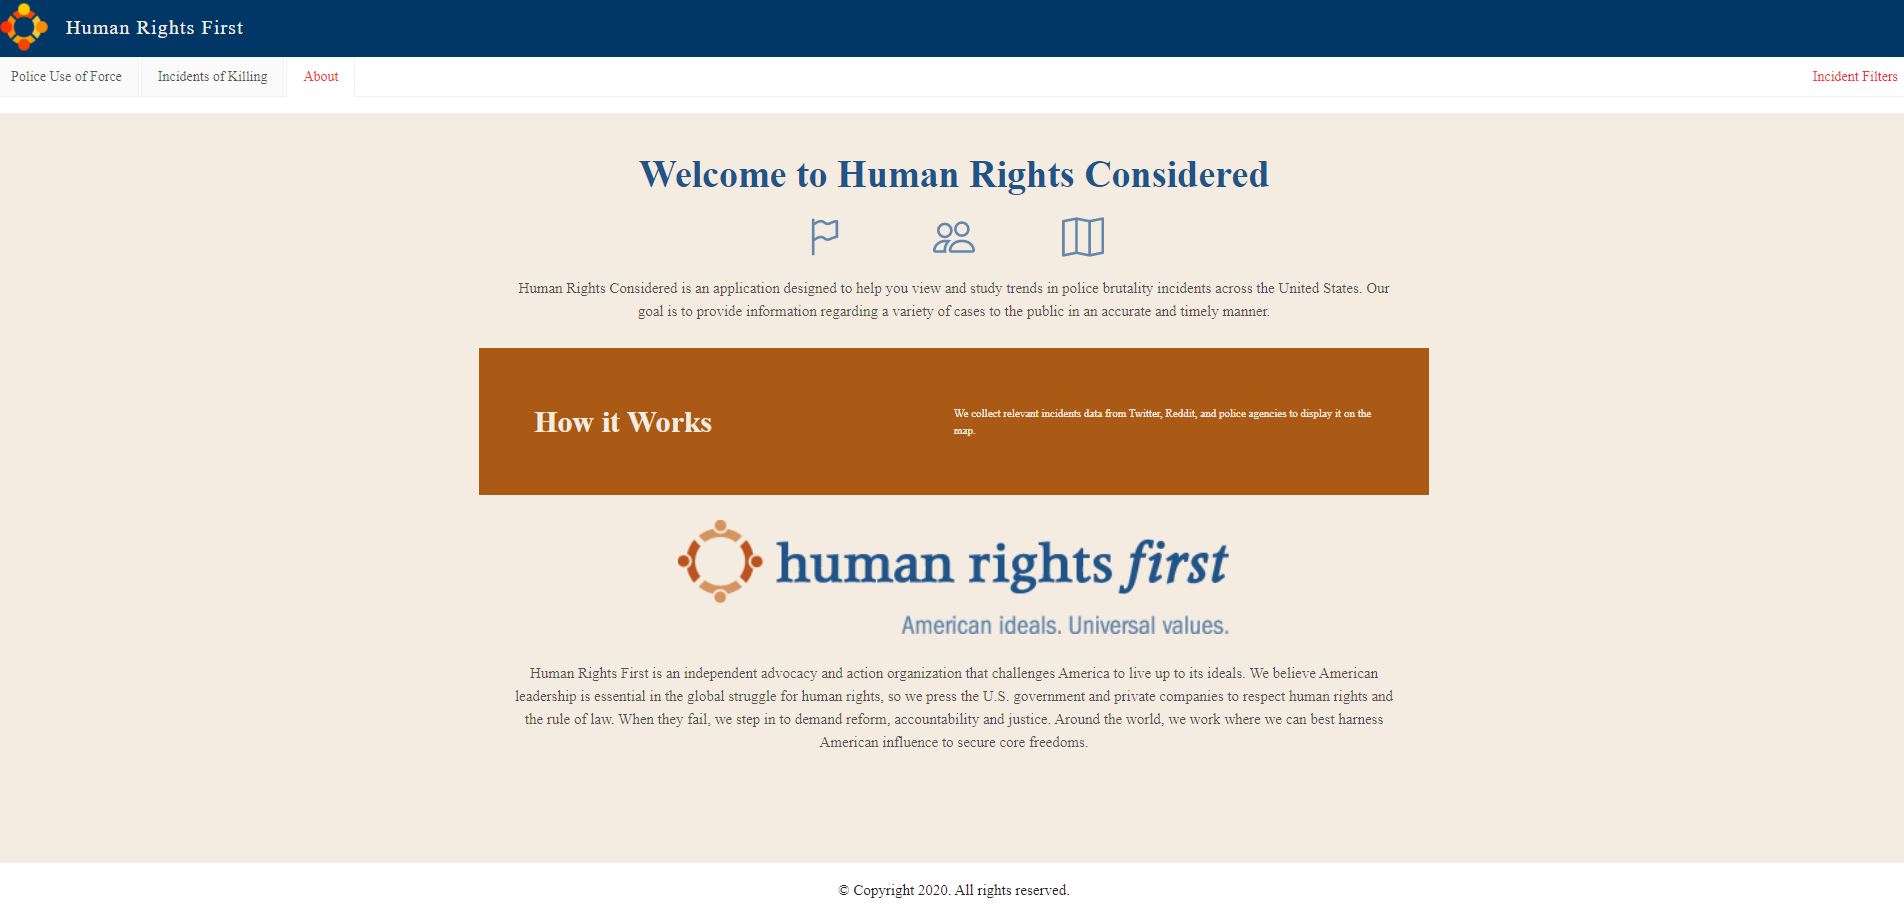 Human Rights First
Police Use of Force
Incidents of Killing
About
Incident Filters
Welcome to Human Rights Considered
Human Rights Considered is an application designed to help you view and study trends in police brutality incidents across the United States. Our
goal is to provide information regarding a variety of cases to the public in an accurate and timely manner.
How it Works
We collect relevant incidents data from Twitter, Reddit, and police agencies to display it on the
map.
human rights first
American ideals. Universal values.
Human Rights First is an independent advocacy and action organization that challenges America to live up to its ideals. We believe American
leadership is essential in the global struggle for human rights, so we press the U.S. government and private companies to respect human rights and
the rule of law. When they fail, we step in to demand reform, accountability and justice. Around the world, we work where we can best harness
American influence to secure core freedoms.
© Copyright 2020. All rights reserved.